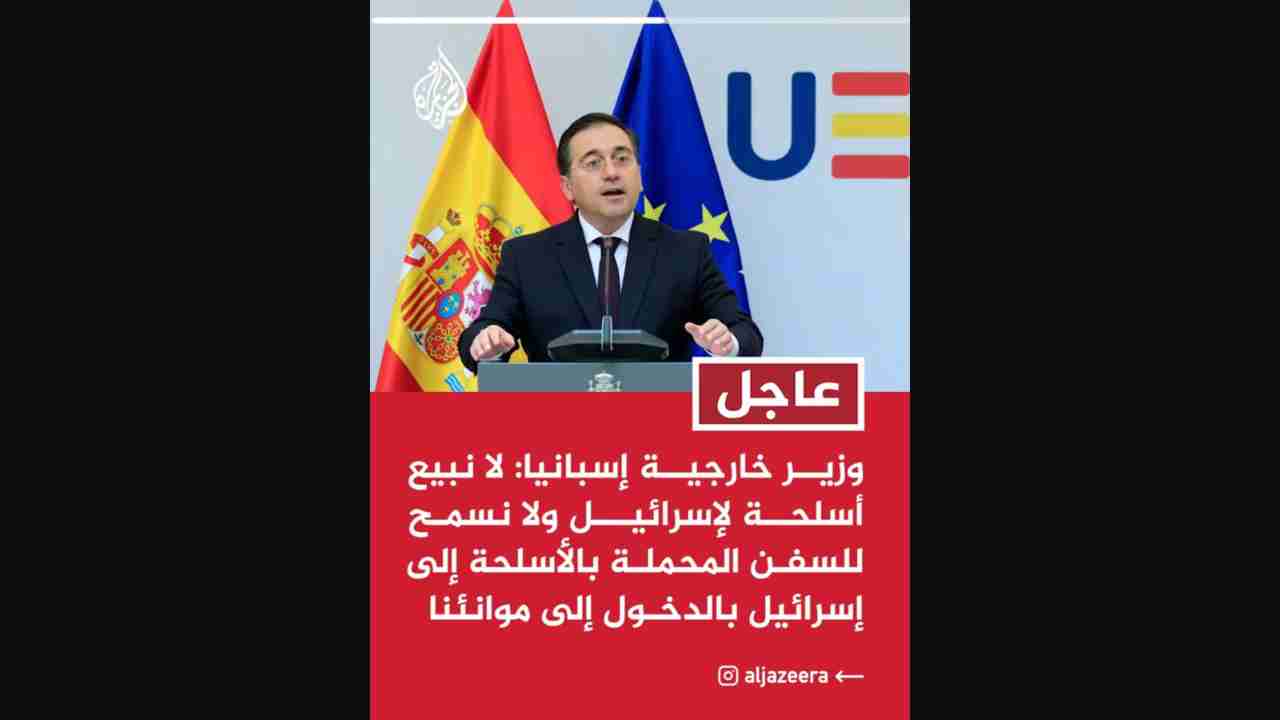 الجزيرة
UE
عاجل
وزير خارجية إسبانيا: لا نبيع
أسلحة لإسرائيل ولا نسمح
للسفن المحملة بالأسلحة إلى
إسرائيل بالدخول إلى موانئنا
aljazeera